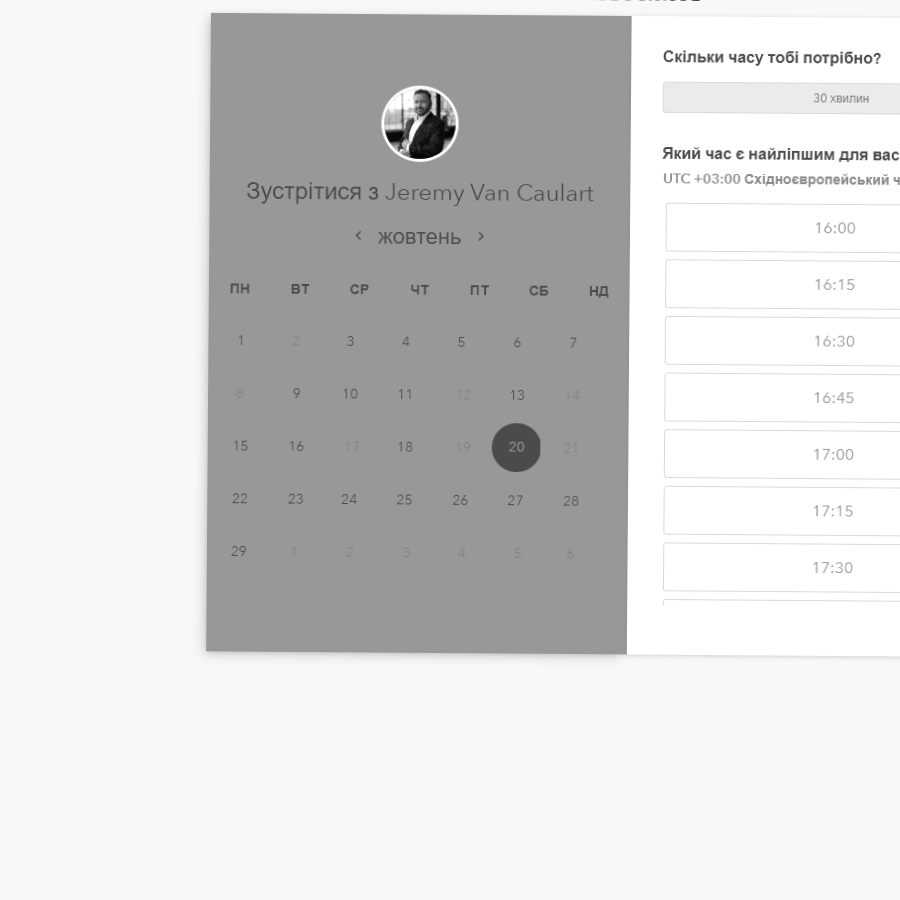 Зустрітися з Jeremy Van Caulart
жовтень
ПН ВТ СР ЧТ ПТ СБ НД
1 2 3 4 5 6 7
8 9 10 11 12 13 14
15 16 17 18 19 20 21
22 23 24 25 26 27 28
29 1 2 3 4 5 6
Скільки часу тобі потрібно?
30 хвилин
Який час є найліпшим для вас
UTC +03:00 Східноєвропейський ч
16:00
16:15
16:30
16:45
17:00
17:15
17:30